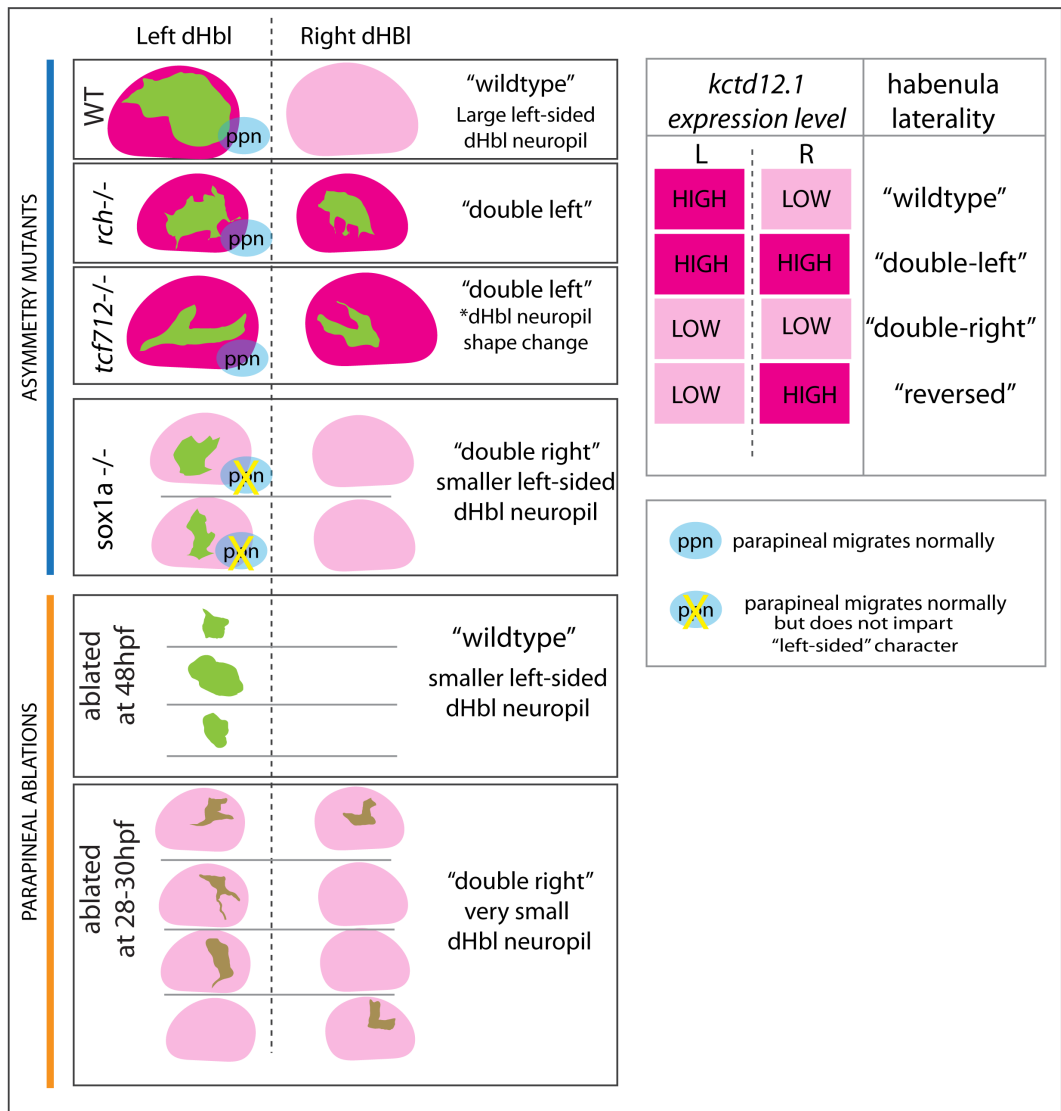 Left dHbl
Right dHBl
ASYMMETRY MUTANTS
WT
ppn
“wildtype”
Large left-sided
dHbl neuropil
rch-/-
ppn
“double left”
tcf712-/-
ppn
“double left”
*dHbl neuropil
shape change
sox1a -/-
ppn
ppn
“double right”
smaller left-sided
dHbl neuropil
PARAPINEAL ABLATIONS
ablated
at 48hpf
“wildtype”
smaller left-sided
dHbl neuropil
ablated
at 28-30hpf
“double right”
very small
dHbl neuropil
kctd12.1
expression level
habenula
laterality
L
R
HIGH
LOW
“wildtype”
HIGH
HIGH
“double-left”
LOW
LOW
“double-right”
LOW
HIGH
“reversed”
ppn
parapineal migrates normally
ppn
parapineal migrates normally
but does not impart
“left-sided” character